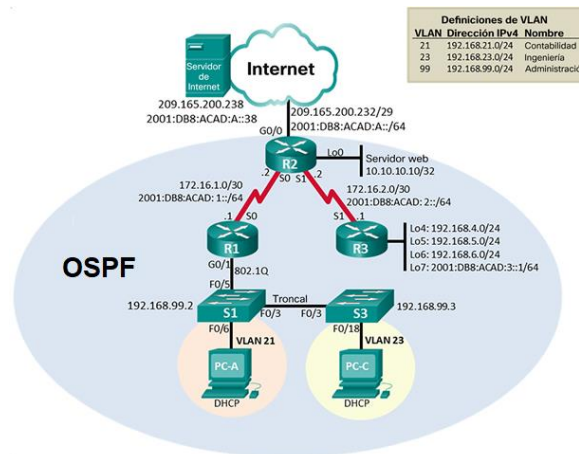 Definiciones de VLAN
VLAN Dirección IPv4 Nombre
21 192.168.21.0/24 Contabilidad
23 192.168.23.0/24 Ingeniería
99 192.168.99.0/24 Administració
Servidor
de
Internet
Internet
209.165.200.238
2001:DB8:ACAD:A::38
209.165.200.232/29
2001:DB8:ACAD:A::/64
G0/0
R2
Lo0
Servidor web
10.10.10.10/32
.2
S0
S1
.2
172.16.1.0/30
2001:DB8:ACAD: 1::/64
172.16.2.0/30
2001:DB8:ACAD: 2::/64
.1
S0
S1
.1
R1
R3
Lo4: 192.168.4.0/24
Lo5: 192.168.5.0/24
Lo6: 192.168.6.0/24
Lo7: 2001:DB8:ACAD:3::1/64
OSPF
G0/1
802.1Q
F0/5
192.168.99.2
S1
Troncal
F0/3
F0/3
S3
192.168.99.3
F0/6
F0/18
VLAN 21
VLAN 23
PC-A
PC-C
DHCP
DHCP